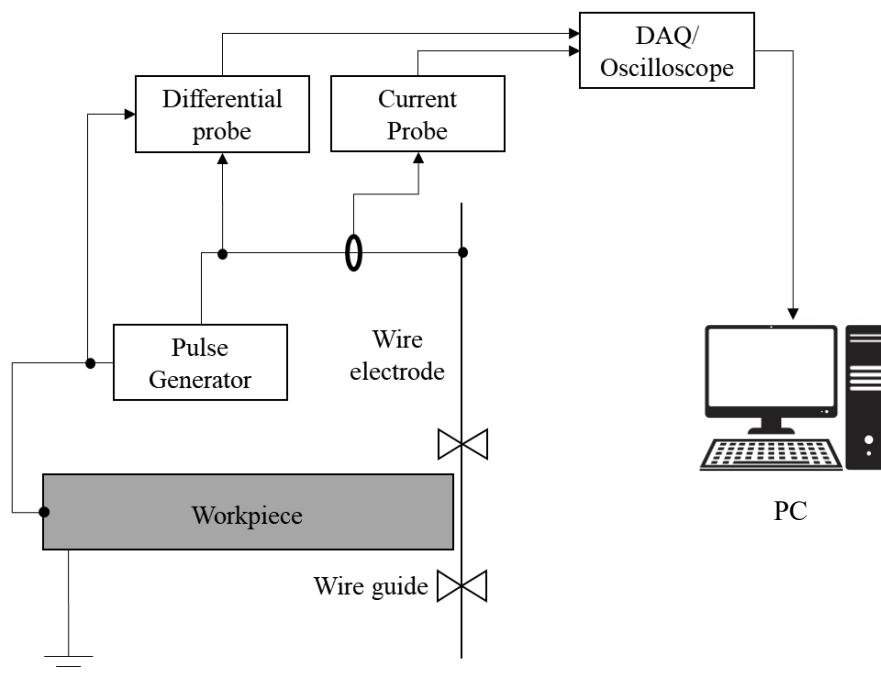 DAQ/
Oscilloscope
Differential
probe
Current
Probe
Pulse
Generator
Wire
electrode
Workpiece
PC
Wire guide